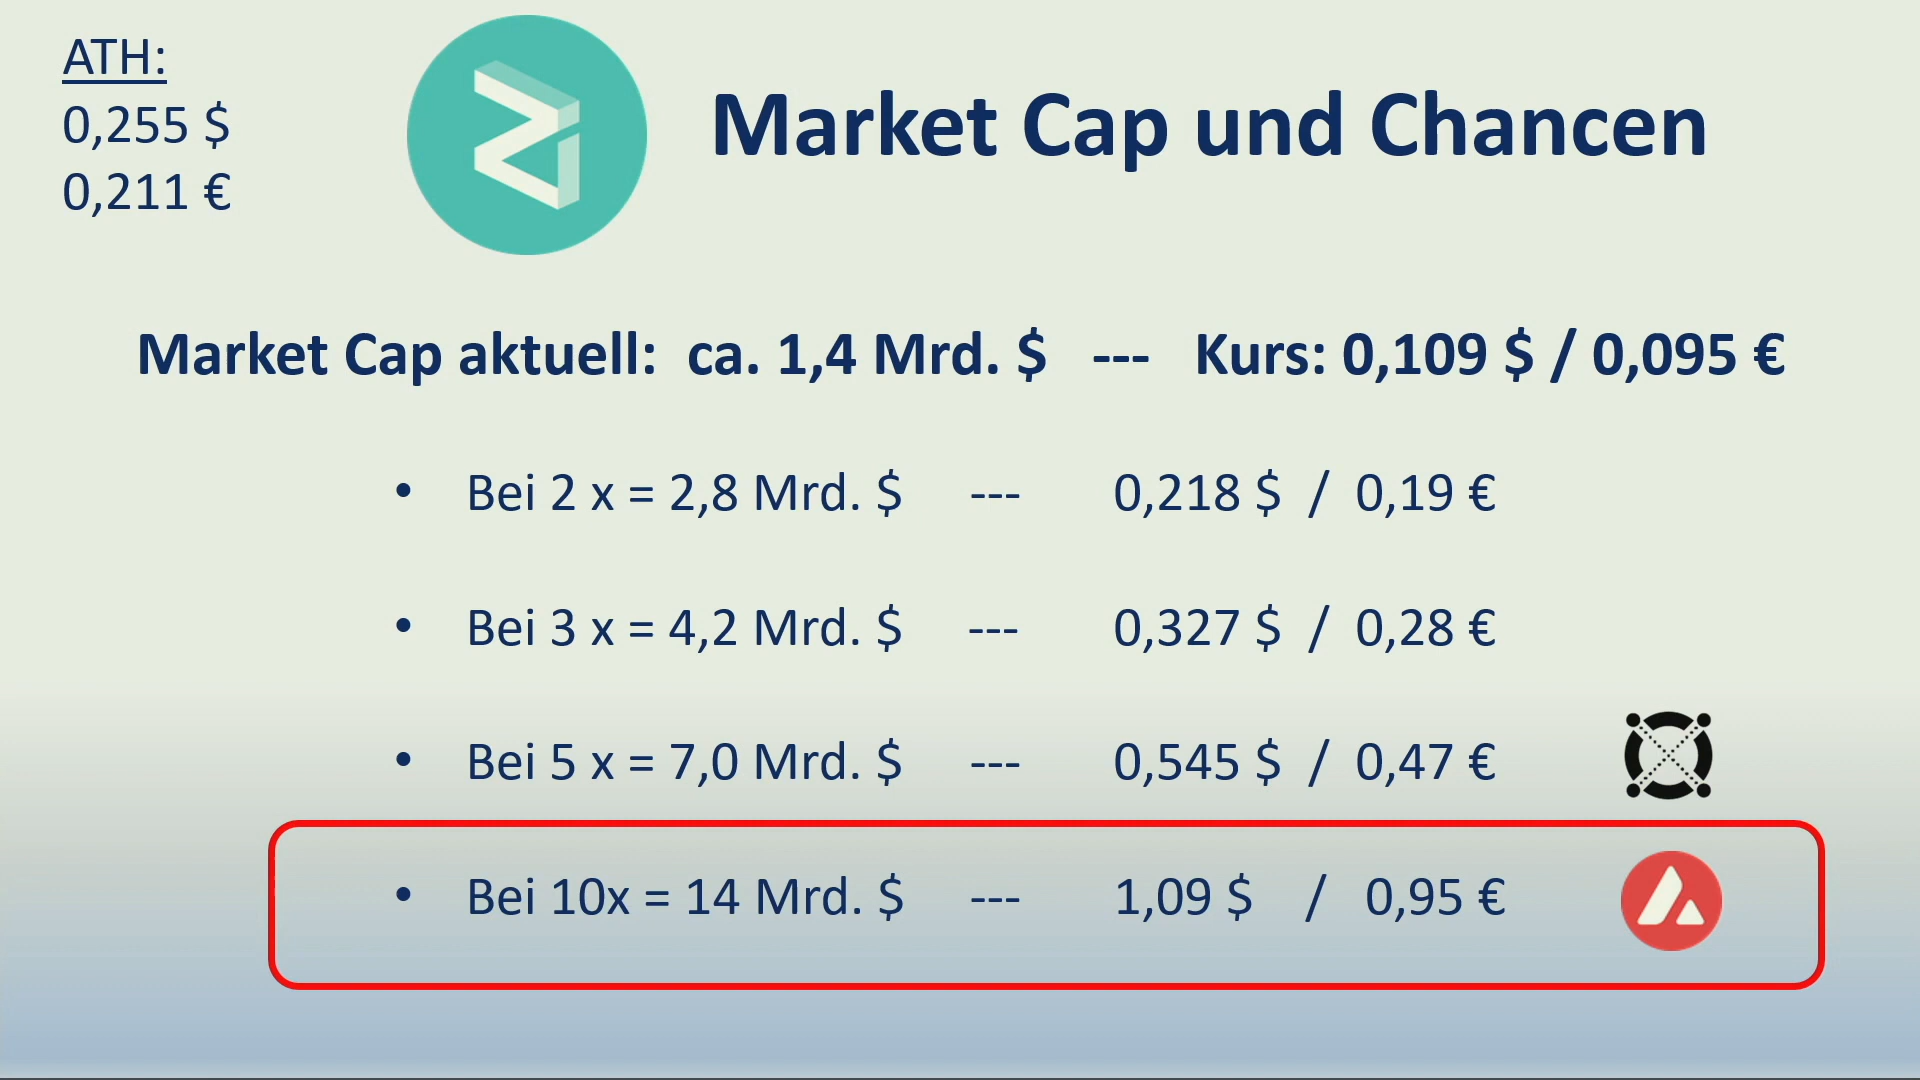 ATH:
0,255 $
0,211 €
Market Cap und Chancen
Market Cap aktuell: ca. 1,4 Mrd. $ --- Kurs: 0,109 $ / 0,095 €
• Bei 2 x = 2,8 Mrd. $ --- 0,218 $ / 0,19 €
• Bei 3 x = 4,2 Mrd. $ --- 0,327 $ / 0,28 €
• Bei 5 x = 7,0 Mrd. $ --- 0,545 $ / 0,47 €
• Bei 10x = 14 Mrd. $ --- 1,09 $ / 0,95 €